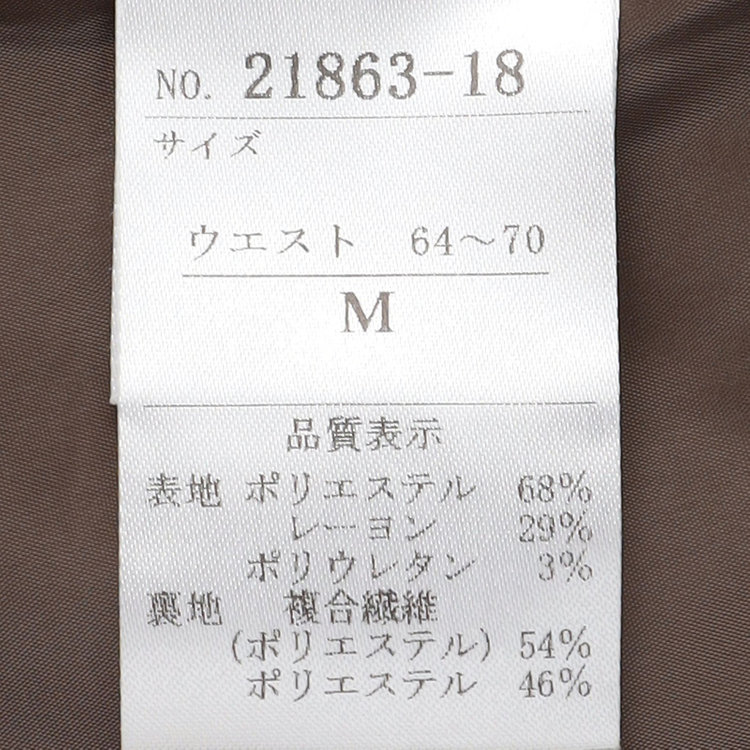 NO. 21863-18
サイズ
ウエスト 64～70
M
品質表示
表地 ポリエステル 68%
レーヨン 29%
ポリウレタン 3%
裏地 複合繊維
(ポリエステル) 54%
ポリエステル 46%